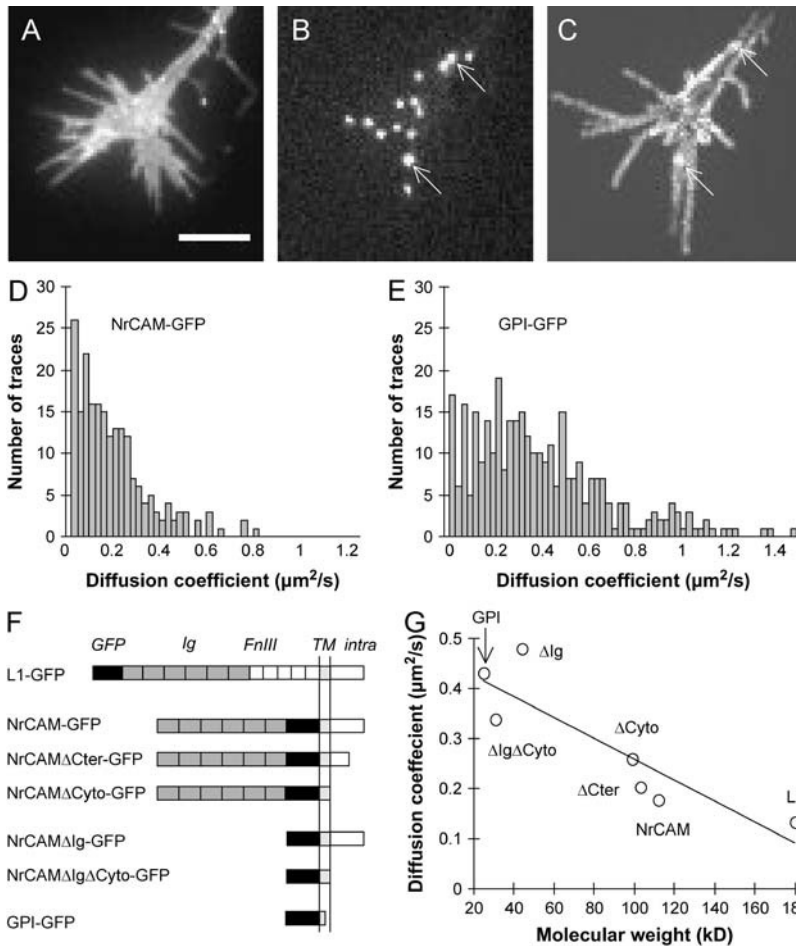 A
B
C
D
NrCAM-GFP
Number of traces
30
25
20
15
10
5
0
0 0.2 0.4 0.6 0.8 1 1.2
Diffusion coefficient (µm²/s)
E
GPI-GFP
Number of traces
30
25
20
15
10
5
0
0 0.2 0.4 0.6 0.8 1 1.2 1.4
Diffusion coefficient (µm²/s)
F
GFP Ig FnIII TM intra
L1-GFP
NrCAM-GFP
NrCAMΔCter-GFP
NrCAMΔCyto-GFP
NrCAMΔIg-GFP
NrCAMΔIgΔCyto-GFP
GPI-GFP
G
Diffusion coeffecient (µm²/s)
0.5
0.4
0.3
0.2
0.1
0
GPI
ΔIg
ΔIgΔCyto
ΔCyto
ΔCter
NrCAM
20 40 60 80 100 120 140 160
Molecular weight (kD)